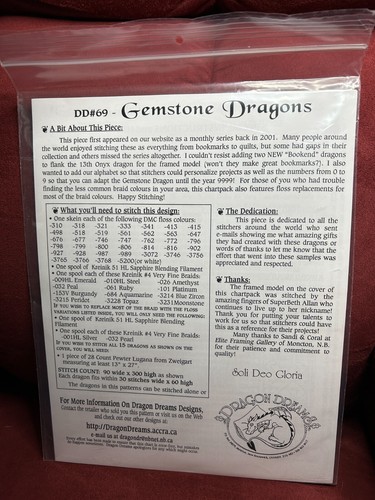 DD#69 - Gemstone Dragons
A Bit About This Piece:
This piece first appeared on our website as a monthly series back in 2001. Many people around
the world enjoyed stitching these as everything from bookmarks to quilts, but some had gaps in their
collection and others missed the series altogether. I couldn't resist adding two NEW "Bookend" dragons
to flank the 13th Onyx dragon for the framed model (won't they make great bookmarks?). I also
wanted to add our alphabet so that stitchers could personalize projects as well as the numbers from 0 to
9 so that you can adapt the Gemstone Dragon until the year 9999! For those of you who had trouble
finding the less common braid colours in your area, this chartpack also features floss replacements for
most of the braid colours. Happy Stitching!
What you'll need to stitch this design:
• One skein each of the following DMC floss colours:
-310 -318 -321 -333 -341 -413 -415
-498 -518 -519 -561 -562 -563 -647
-676 -677 -746 -747 -762 -772 -796
-798 -799 -800 -806 -814 -816 -902
-927 -928 -987 -989 -3072 -3746 -3756
-3765 -3766 -3768 -5200(or white)
• One spool of Kreinik 51 HL Sapphire Blending Filament
• One spool each of these Kreinik #4 Very Fine Braids:
-009HL Emerald -010HL Steel -026 Amethyst
-032 Peal -061 Ruby -101 Platinum
-153V Burgundy -684 Aquamarine -3214 Blue Zircon
-3215 Peridot -3228 Topaz -3251Moonstone
If you wish to replace most of the braid with the floss
variations listed inside, you will only need the following:
• One spool of Kreinik 51 HL Sapphire Blending
Filament
• One spool each of these Kreinik #4 Very Fine Braids:
-001HL Silver -032 Pearl
If you wish to stitch all 15 dragons as shown on the
cover, you will need:
• 1 piece of 28 Count Pewter Lugana from Zweigart
measuring at least 13" x 27".
STITCH COUNT: 90 wide x 300 high as shown
Each dragon fits within 30 stitches wide x 60 high
The dragons in this patterns can be stitched alone or
The Dedication:
This piece is dedicated to all the
stitchers around the world who sent
e-mails showing me what amazing gifts
they had created with these dragons or
words of thanks to let me know that the
effort that went into these samples was
appreciated and respected.
Thanks:
The framed model on the cover of
this chartpack was stitched by the
amazing fingers of SuperBeth Allan who
continues to live up to her nickname!
Thank you for putting your talents to
work for us so that stitchers could have
this as a reference for their projects!
Many thanks to Sandi & Coral at
Elite Framing Gallery in Moncton, N.B.
for their patience and commitment to
quality!
Soli Deo Gloria
For More Information On Dragon Dreams Designs,
Contact the retailer who sold you this pattern or visit us on the Web
and check out our other designs at:
http://DragonDreams.accra.ca
e-mail us at dragondr@nbnet.nb.ca
DRAGON DREAMS